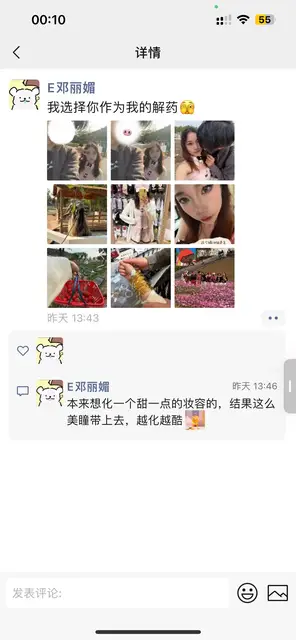 00:10
55
详情
E邓丽媚
我选择你作为我的解药
昨天 13:43
E邓丽媚
昨天 13:46
本来想化一个甜一点的妆容的，结果这么
美瞳带上去，越化越酷
发表评论: